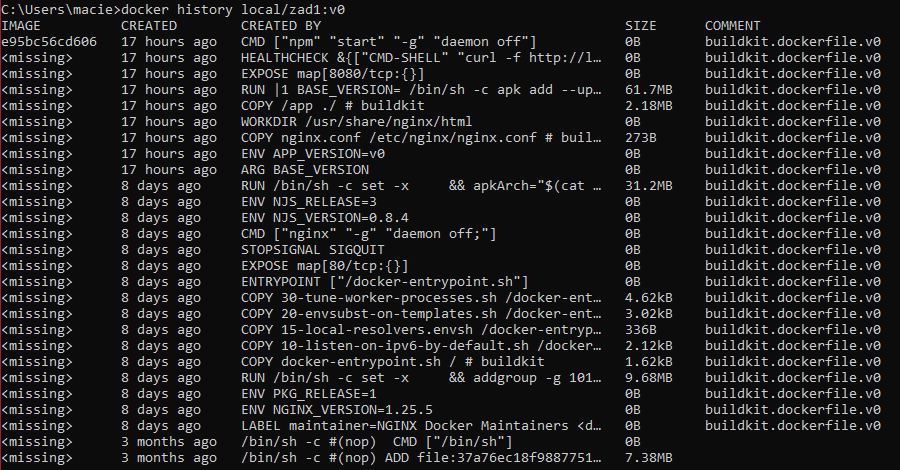 C:\Users\macie>docker history local/zad1:v0
IMAGE CREATED CREATED BY SIZE COMMENT
e95bc56cd606 17 hours ago CMD ["npm" "start" "-g" "daemon off"] 0B buildkit.dockerfile.v0
<missing> 17 hours ago HEALTHCHECK &{["CMD-SHELL" "curl -f http://l… 0B buildkit.dockerfile.v0
<missing> 17 hours ago EXPOSE map[8080/tcp:{}] 0B buildkit.dockerfile.v0
<missing> 17 hours ago RUN |1 BASE_VERSION= /bin/sh -c apk add --up… 61.7MB buildkit.dockerfile.v0
<missing> 17 hours ago COPY /app ./ # buildkit 2.18MB buildkit.dockerfile.v0
<missing> 17 hours ago WORKDIR /usr/share/nginx/html 0B buildkit.dockerfile.v0
<missing> 17 hours ago COPY nginx.conf /etc/nginx/nginx.conf # buil… 273B buildkit.dockerfile.v0
<missing> 17 hours ago ENV APP_VERSION=v0 0B buildkit.dockerfile.v0
<missing> 17 hours ago ARG BASE_VERSION 0B buildkit.dockerfile.v0
<missing> 8 days ago RUN /bin/sh -c set -x && apkArch="$(cat … 31.2MB buildkit.dockerfile.v0
<missing> 8 days ago ENV NJS_RELEASE=3 0B buildkit.dockerfile.v0
<missing> 8 days ago ENV NJS_VERSION=0.8.4 0B buildkit.dockerfile.v0
<missing> 8 days ago CMD ["nginx" "-g" "daemon off;"] 0B buildkit.dockerfile.v0
<missing> 8 days ago STOPSIGNAL SIGQUIT 0B buildkit.dockerfile.v0
<missing> 8 days ago EXPOSE map[80/tcp:{}] 0B buildkit.dockerfile.v0
<missing> 8 days ago ENTRYPOINT ["/docker-entrypoint.sh"] 0B buildkit.dockerfile.v0
<missing> 8 days ago COPY 30-tune-worker-processes.sh /docker-ent… 4.62kB buildkit.dockerfile.v0
<missing> 8 days ago COPY 20-envsubst-on-templates.sh /docker-ent… 3.02kB buildkit.dockerfile.v0
<missing> 8 days ago COPY 15-local-resolvers.envsh /docker-entryp… 336B buildkit.dockerfile.v0
<missing> 8 days ago COPY 10-listen-on-ipv6-by-default.sh /docker… 2.12kB buildkit.dockerfile.v0
<missing> 8 days ago COPY docker-entrypoint.sh / # buildkit 1.62kB buildkit.dockerfile.v0
<missing> 8 days ago RUN /bin/sh -c set -x && addgroup -g 101… 9.68MB buildkit.dockerfile.v0
<missing> 8 days ago ENV PKG_RELEASE=1 0B buildkit.dockerfile.v0
<missing> 8 days ago ENV NGINX_VERSION=1.25.5 0B buildkit.dockerfile.v0
<missing> 8 days ago LABEL maintainer=NGINX Docker Maintainers <d… 0B buildkit.dockerfile.v0
<missing> 3 months ago /bin/sh -c #(nop) CMD ["/bin/sh"] 0B
<missing> 3 months ago /bin/sh -c #(nop) ADD file:37a76ec18f9887751… 7.38MB